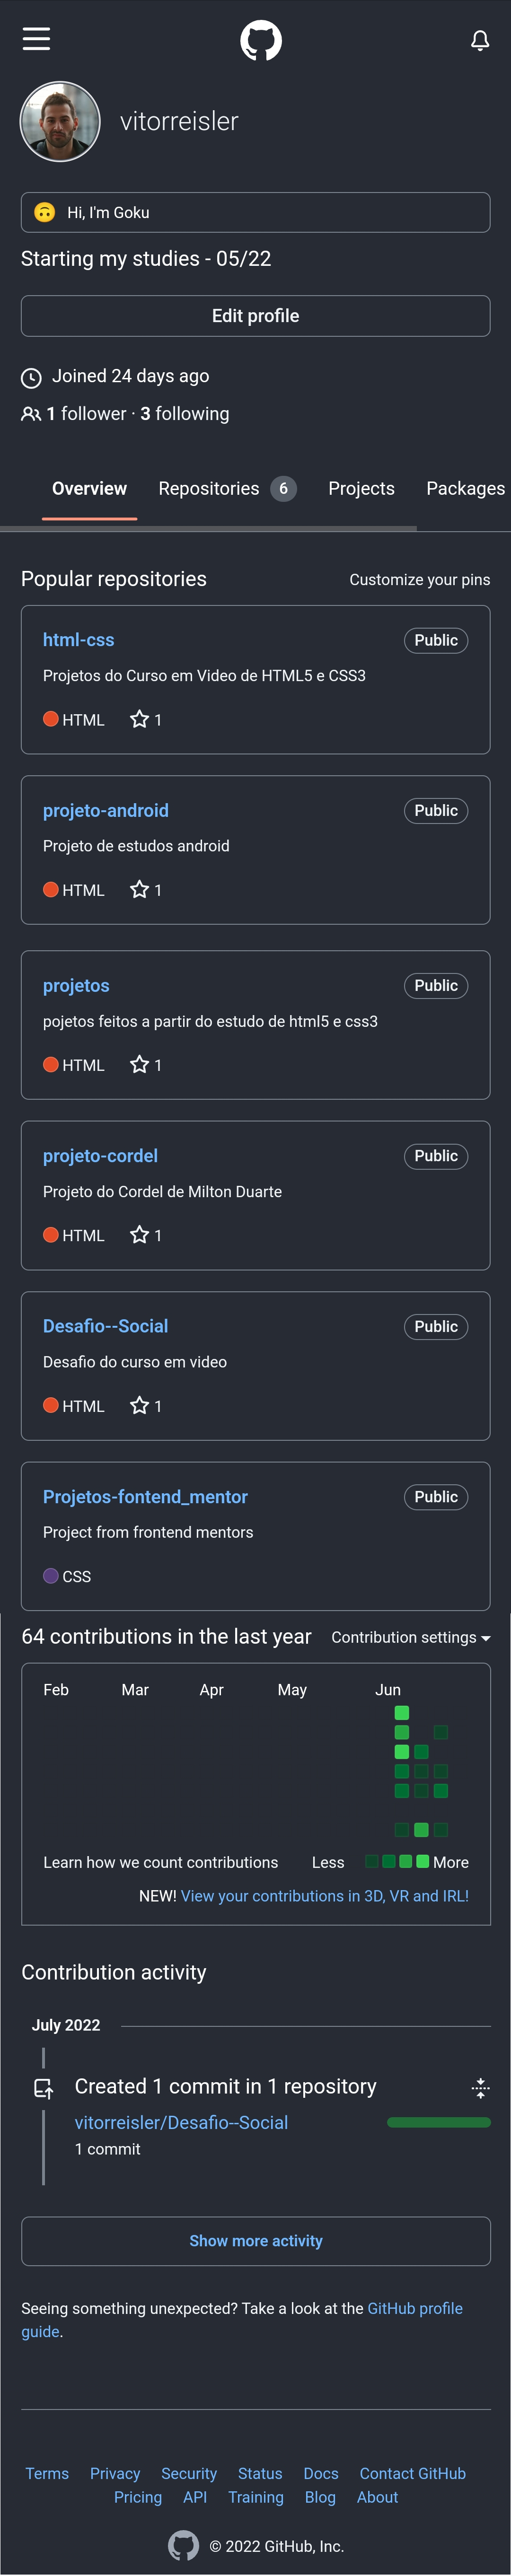 vitorreisler
🙃 Hi, I'm Goku
Starting my studies - 05/22
Edit profile
Joined 24 days ago
1 follower · 3 following
Overview Repositories 6 Projects Packages
Popular repositories Customize your pins
html-css Public
Projetos do Curso em Video de HTML5 e CSS3
HTML 1
projeto-android Public
Projeto de estudos android
HTML 1
projetos Public
pojetos feitos a partir do estudo de html5 e css3
HTML 1
projeto-cordel Public
Projeto do Cordel de Milton Duarte
HTML 1
Desafio--Social Public
Desafio do curso em video
HTML 1
Projetos-fontend_mentor Public
Project from frontend mentors
CSS
64 contributions in the last year Contribution settings
Feb Mar Apr May Jun
Learn how we count contributions Less More
NEW! View your contributions in 3D, VR and IRL!
Contribution activity
July 2022
Created 1 commit in 1 repository
vitorreisler/Desafio--Social
1 commit
Show more activity
Seeing something unexpected? Take a look at the GitHub profile
guide.
Terms Privacy Security Status Docs Contact GitHub
Pricing API Training Blog About
© 2022 GitHub, Inc.